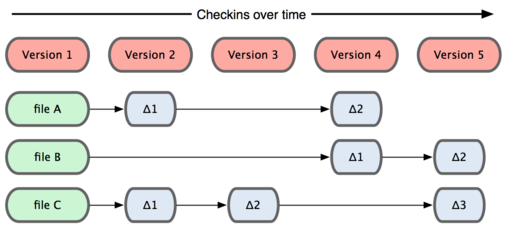 Checkins over time
Version 1 Version 2 Version 3 Version 4 Version 5
file A Δ1 Δ2
file B Δ1 Δ2
file C Δ1 Δ2 Δ3